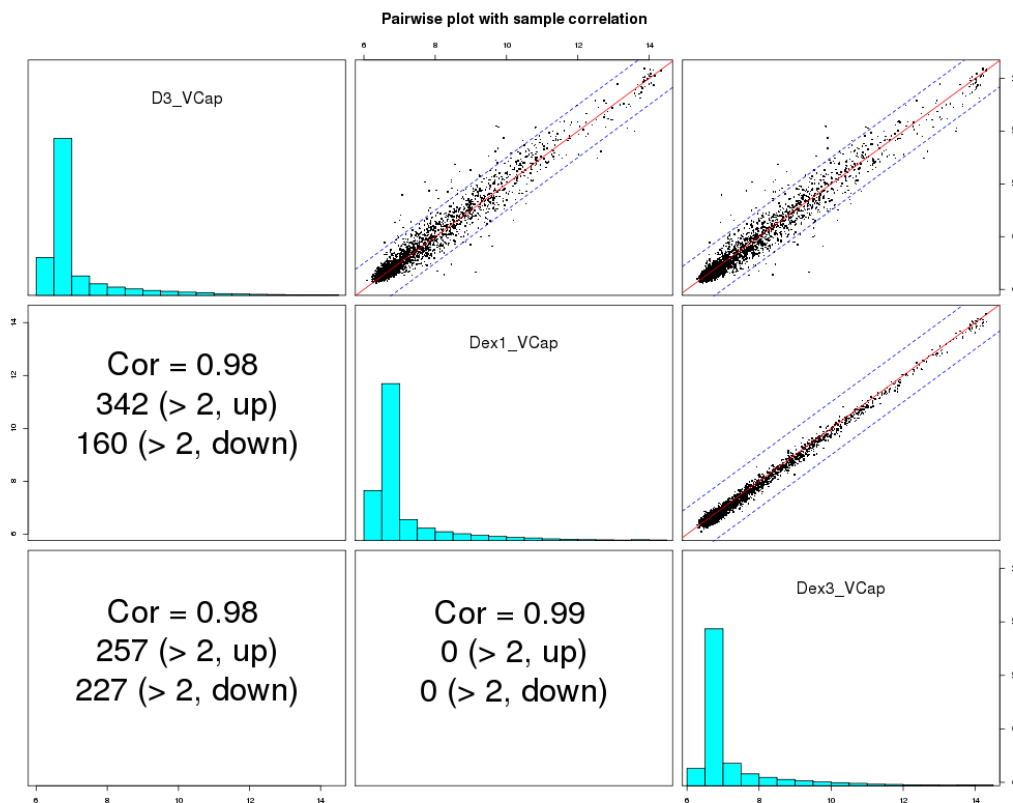 Pairwise plot with sample correlation
6 8 10 12 14
D3_VCap
14
12
10
8
6
Dex1_VCap
Cor = 0.98
342 (> 2, up)
160 (> 2, down)
Dex3_VCap
Cor = 0.98
257 (> 2, up)
227 (> 2, down)
Cor = 0.99
0 (> 2, up)
0 (> 2, down)
6 8 10 12 14
6 8 10 12 14